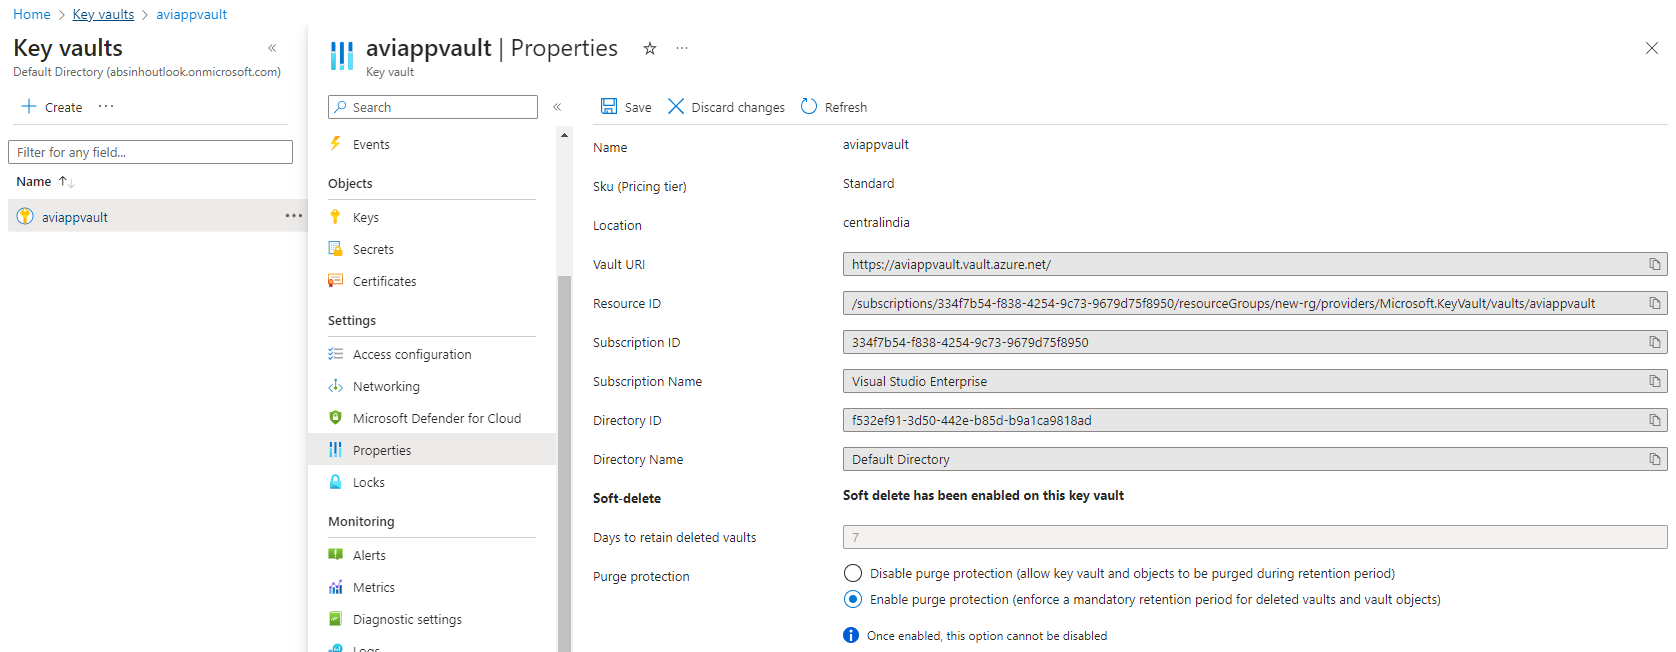 Home > Key vaults > aviappvault
Key vaults «
Default Directory (absinhoutlook.onmicrosoft.com)
+ Create ...
Filter for any field...
Name ↑↓
aviappvault ...
aviappvault | Properties ☆ ...
Key vault
Search «
Events
Objects
Keys
Secrets
Certificates
Settings
Access configuration
Networking
Microsoft Defender for Cloud
Properties
Locks
Monitoring
Alerts
Metrics
Diagnostic settings
Logs
Save Discard changes Refresh
Name aviappvault
Sku (Pricing tier) Standard
Location centralindia
Vault URI https://aviappvault.vault.azure.net/
Resource ID /subscriptions/334f7b54-f838-4254-9c73-9679d75f8950/resourceGroups/new-rg/providers/Microsoft.KeyVault/vaults/aviappvault
Subscription ID 334f7b54-f838-4254-9c73-9679d75f8950
Subscription Name Visual Studio Enterprise
Directory ID f532ef91-3d50-442e-b85d-b9a1ca9818ad
Directory Name Default Directory
Soft-delete Soft delete has been enabled on this key vault
Days to retain deleted vaults 7
Purge protection Disable purge protection (allow key vault and objects to be purged during retention period)
Enable purge protection (enforce a mandatory retention period for deleted vaults and vault objects)
Once enabled, this option cannot be disabled